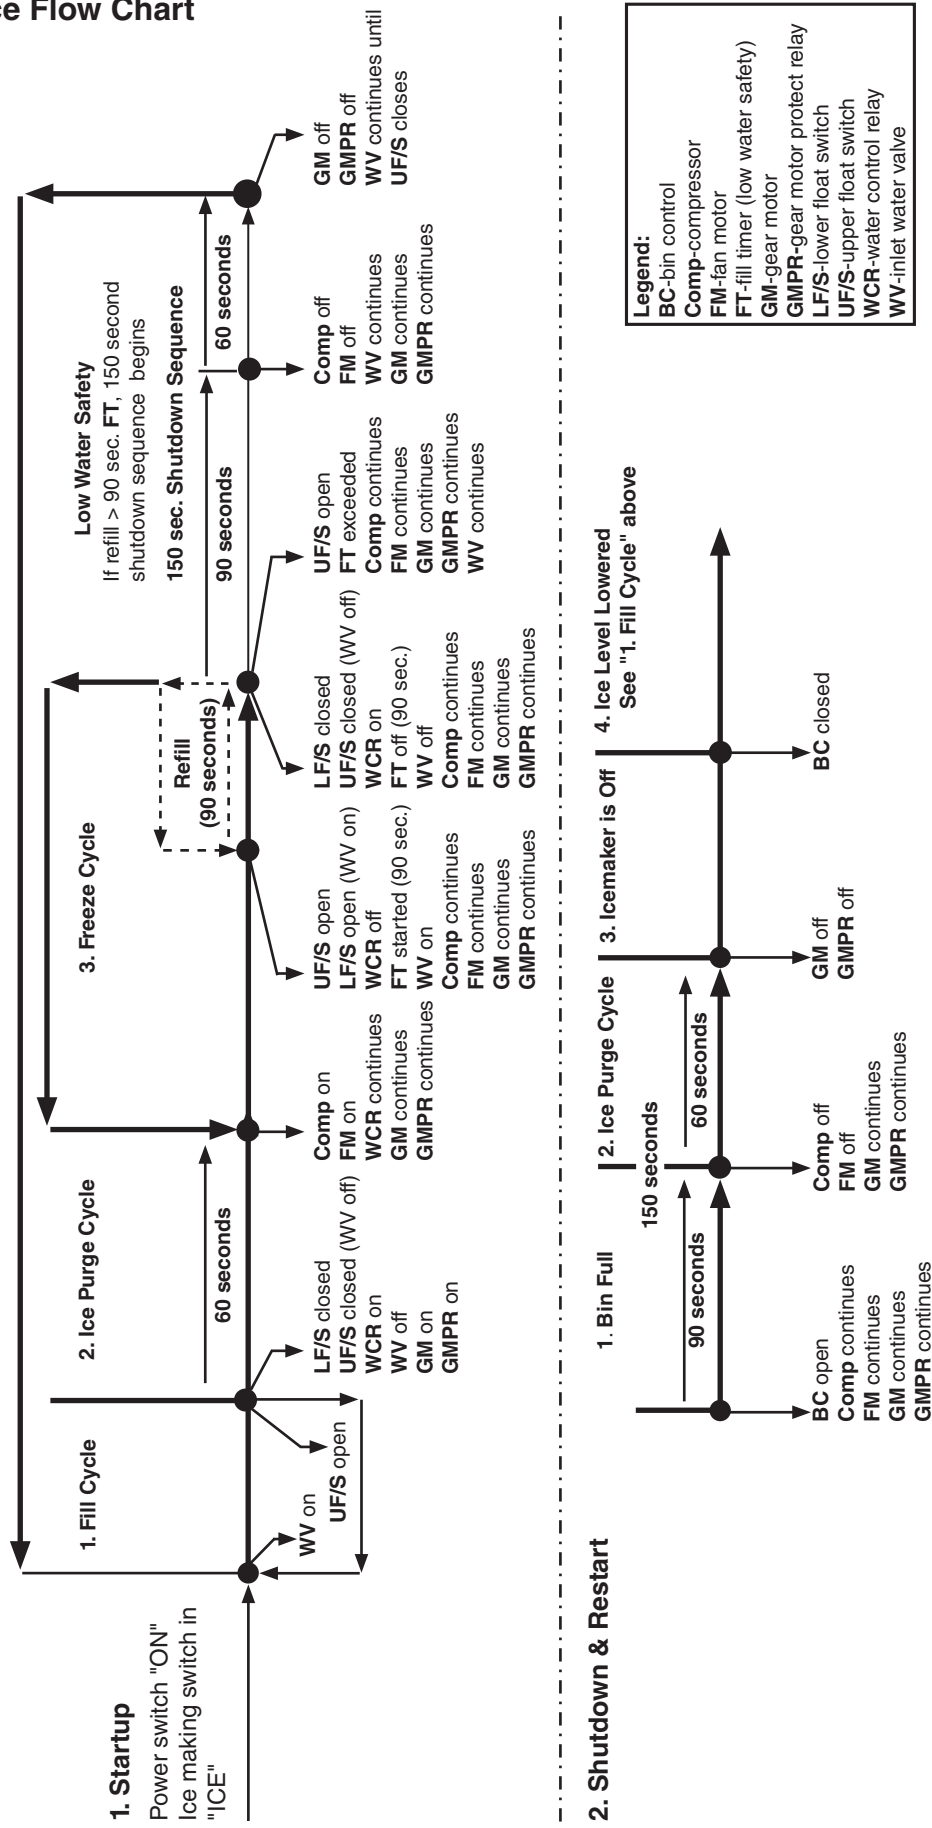 ce Flow Chart
1. Startup
Power switch "ON"
Ice making switch in
"ICE"
1. Fill Cycle
WV on
UF/S open
2. Ice Purge Cycle
60 seconds
LF/S closed
UF/S closed (WV off)
WCR on
WV off
GM on
GMPR on
3. Freeze Cycle
Comp on
FM on
WCR continues
GM continues
GMPR continues
Refill
(90 seconds)
UF/S open
LF/S open (WV on)
WCR off
FT started (90 sec.)
WV on
Comp continues
FM continues
GM continues
GMPR continues
LF/S closed
UF/S closed (WV off)
WCR on
FT off (90 sec.)
WV off
Comp continues
FM continues
GM continues
GMPR continues
Low Water Safety
If refill > 90 sec. FT, 150 second
shutdown sequence begins
150 sec. Shutdown Sequence
90 seconds
60 seconds
UF/S open
FT exceeded
Comp continues
FM continues
GM continues
GMPR continues
WV continues
Comp off
FM off
WV continues
GM continues
GMPR continues
GM off
GMPR off
WV continues until
UF/S closes
2. Shutdown & Restart
1. Bin Full
90 seconds
BC open
Comp continues
FM continues
GM continues
GMPR continues
2. Ice Purge Cycle
150 seconds
60 seconds
Comp off
FM off
GM continues
GMPR continues
3. Icemaker is Off
GM off
GMPR off
4. Ice Level Lowered
See "1. Fill Cycle" above
BC closed
Legend:
BC-bin control
Comp-compressor
FM-fan motor
FT-fill timer (low water safety)
GM-gear motor
GMPR-gear motor protect relay
LF/S-lower float switch
UF/S-upper float switch
WCR-water control relay
WV-inlet water valve